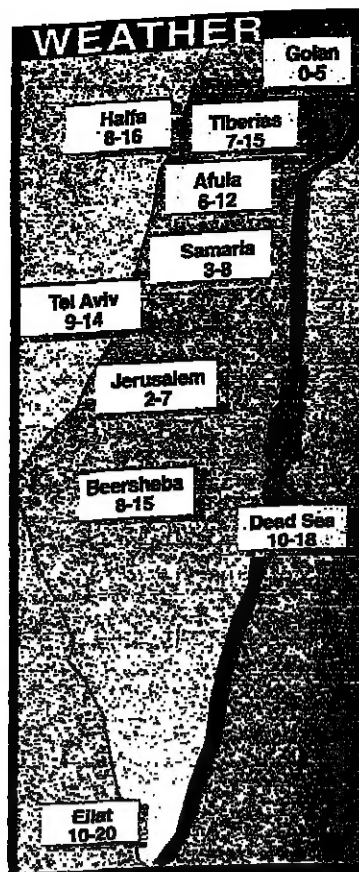 WEATHER
Golan
0-5
Haifa
8-16
Tiberias
7-15
Afula
6-12
Samaria
3-8
Tel Aviv
9-14
Jerusalem
2-7
Beersheba
8-15
Dead Sea
10-18
Eilat
10-20